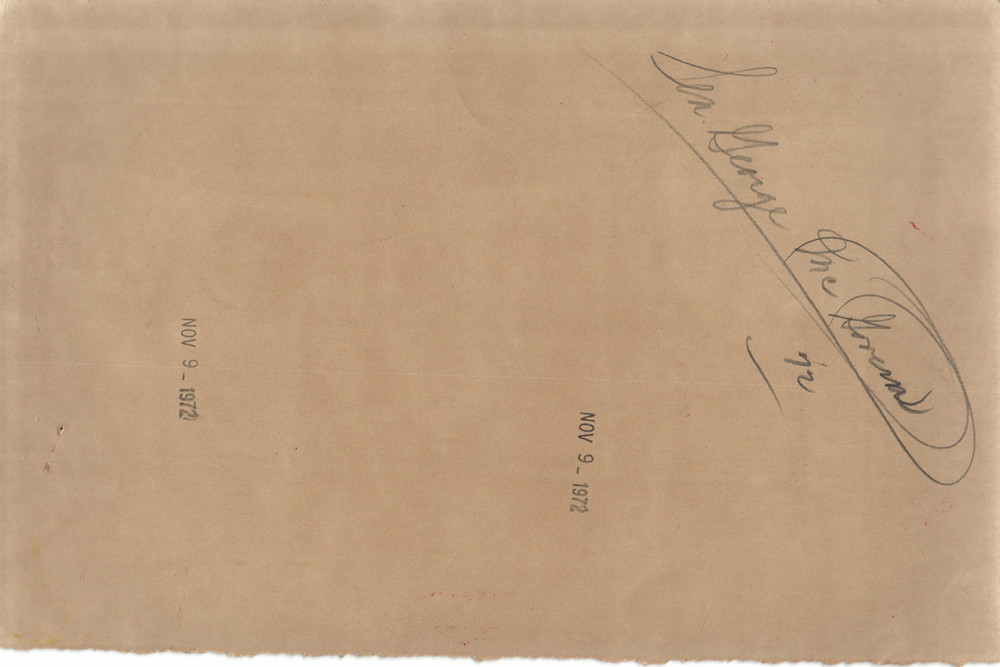 Sen. George McGovern
'72
NOV 9 - 1972
NOV 9 - 1972